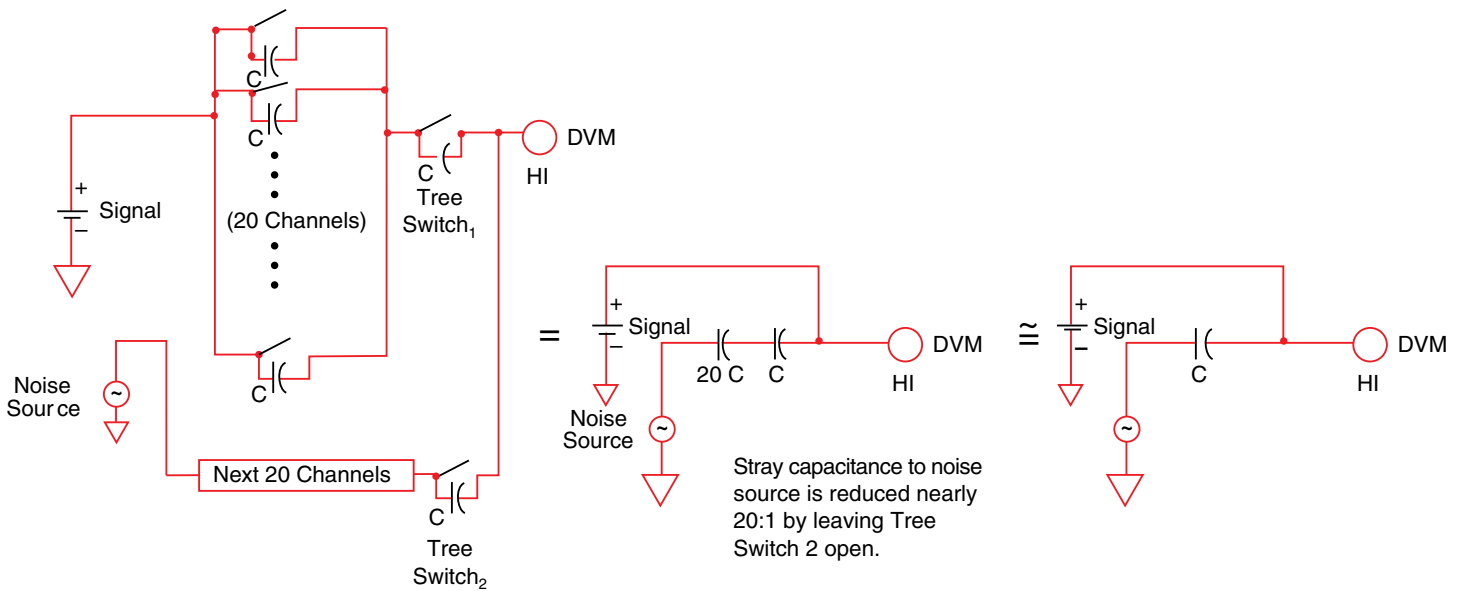 C
C
DVM
HI
C
Tree
Switch₁
+
Signal
−
(20 Channels)
C
Noise
Source
~
Next 20 Channels
C
Tree
Switch₂
=
+
Signal
−
20 C
C
DVM
HI
Noise
Source
~
Stray capacitance to noise
source is reduced nearly
20:1 by leaving Tree
Switch 2 open.
≅
+
Signal
−
C
DVM
HI
~